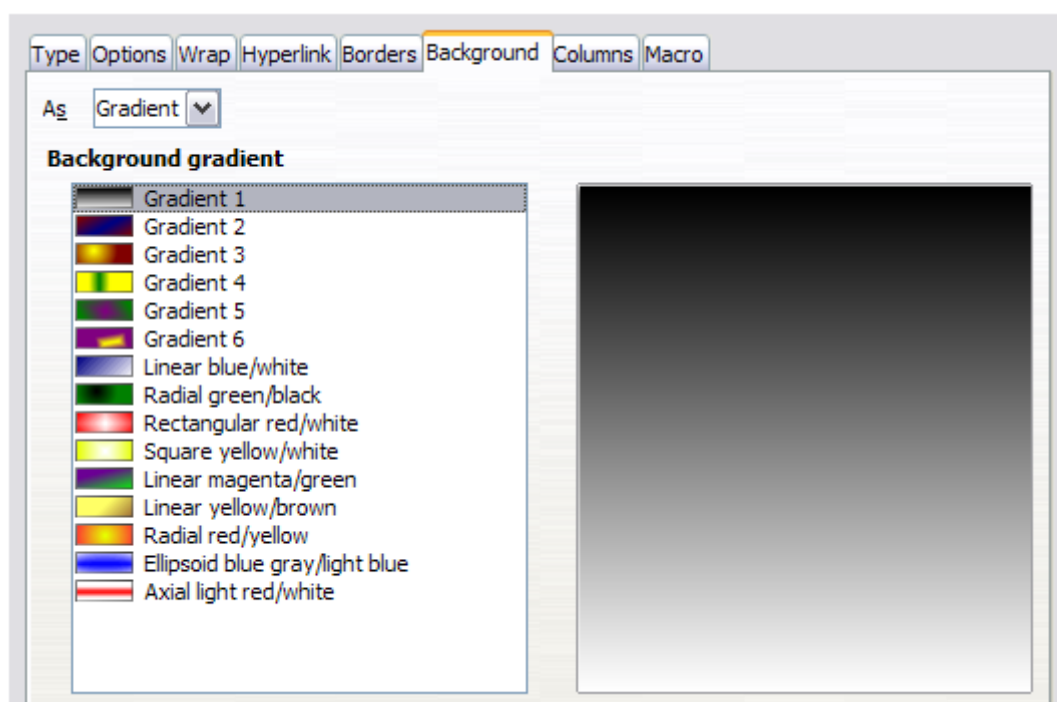 Type Options Wrap Hyperlink Borders Background Columns Macro
As Gradient
Background gradient
Gradient 1
Gradient 2
Gradient 3
Gradient 4
Gradient 5
Gradient 6
Linear blue/white
Radial green/black
Rectangular red/white
Square yellow/white
Linear magenta/green
Linear yellow/brown
Radial red/yellow
Ellipsoid blue gray/light blue
Axial light red/white